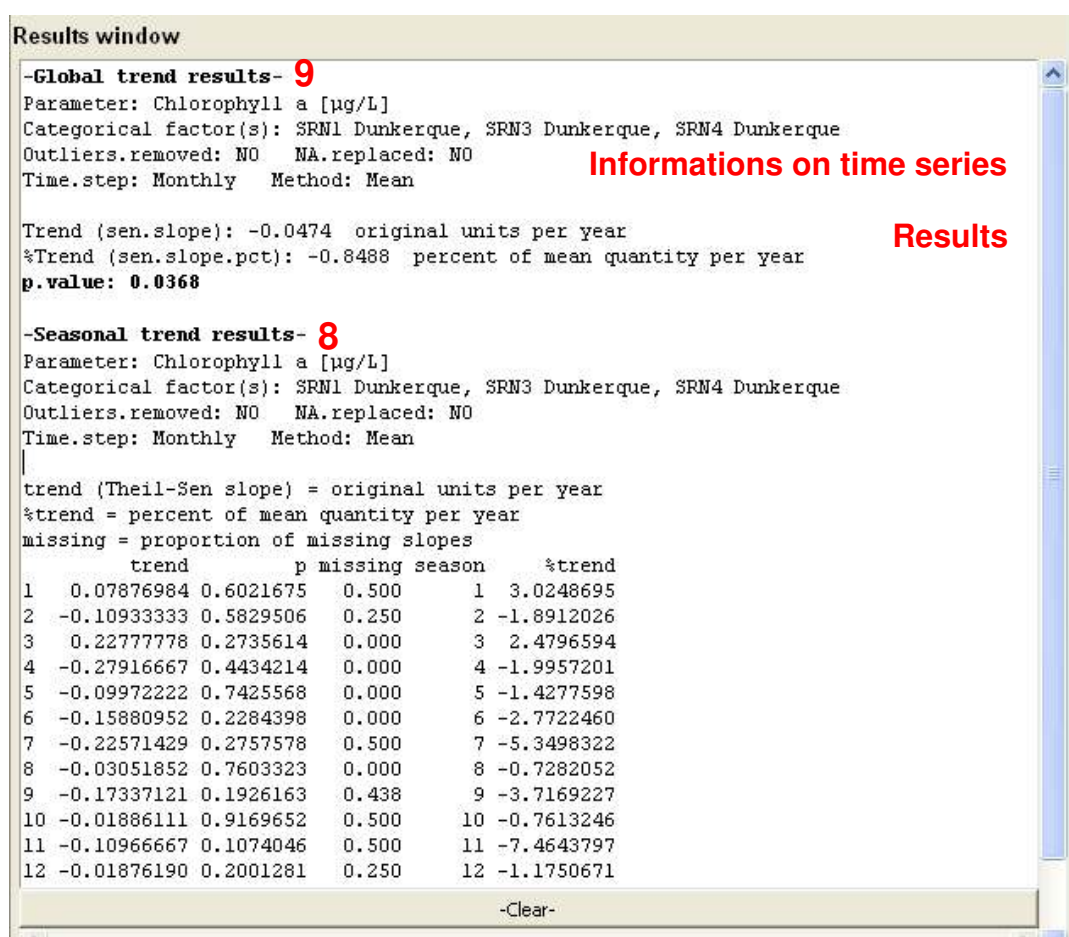 Results window
-Global trend results- 9
Parameter: Chlorophyll a [µg/L]
Categorical factor(s): SRN1 Dunkerque, SRN3 Dunkerque, SRN4 Dunkerque
Outliers.removed: NO NA.replaced: NO
Informations on time series
Time.step: Monthly Method: Mean
Trend (sen.slope): -0.0474 original units per year
Results
%Trend (sen.slope.pct): -0.8488 percent of mean quantity per year
p.value: 0.0368
-Seasonal trend results- 8
Parameter: Chlorophyll a [µg/L]
Categorical factor(s): SRN1 Dunkerque, SRN3 Dunkerque, SRN4 Dunkerque
Outliers.removed: NO NA.replaced: NO
Time.step: Monthly Method: Mean
trend (Theil-Sen slope) = original units per year
%trend = percent of mean quantity per year
missing = proportion of missing slopes
trend p missing season %trend
1 0.07876984 0.6021675 0.500 1 3.0248695
2 -0.10933333 0.5829506 0.250 2 -1.8912026
3 0.22777778 0.2735614 0.000 3 2.4796594
4 -0.27916667 0.4434214 0.000 4 -1.9957201
5 -0.09972222 0.7425568 0.000 5 -1.4277598
6 -0.15880952 0.2284398 0.000 6 -2.7722460
7 -0.22571429 0.2757578 0.500 7 -5.3498322
8 -0.03051852 0.7603323 0.000 8 -0.7282052
9 -0.17337121 0.1926163 0.438 9 -3.7169227
10 -0.01886111 0.9169652 0.500 10 -0.7613246
11 -0.10966667 0.1074046 0.500 11 -7.4643797
12 -0.01876190 0.2001281 0.250 12 -1.1750671
-Clear-